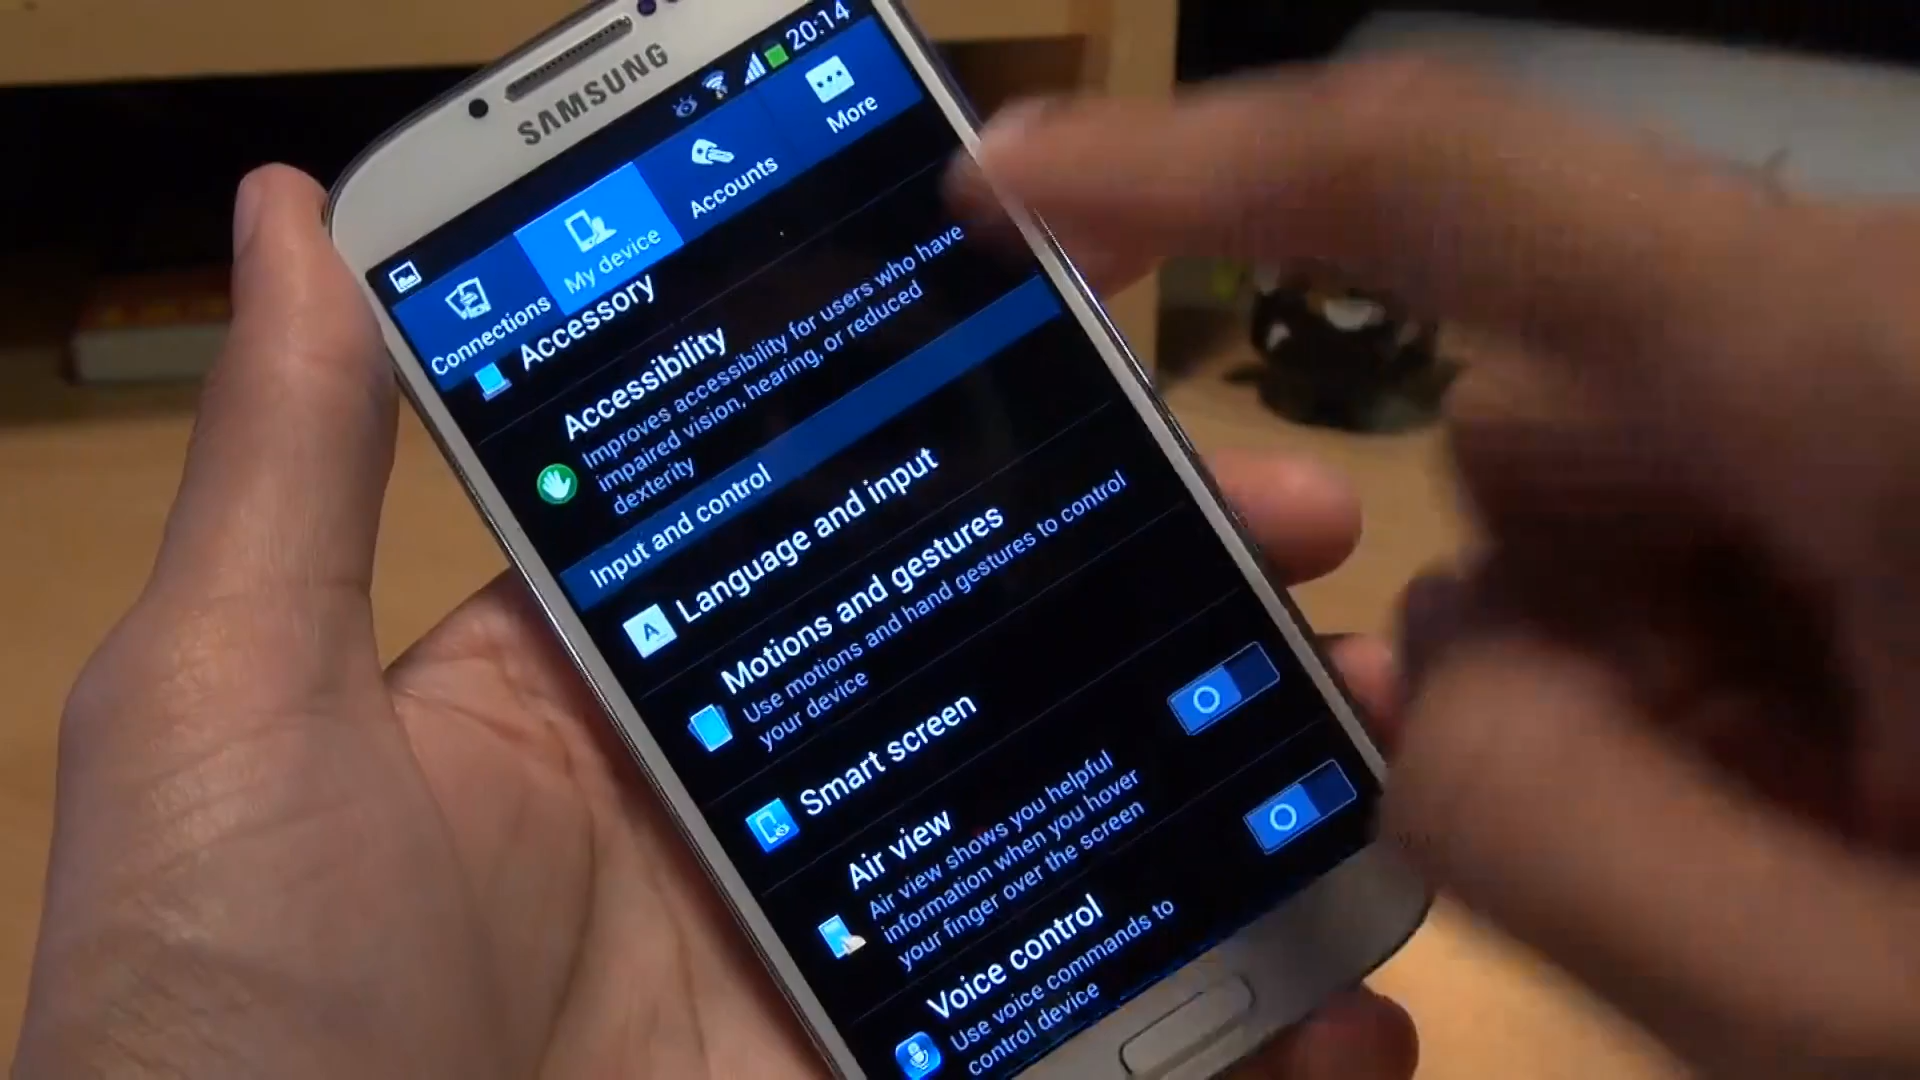 SAMSUNG
20:14
Connections
My device
Accounts
More
Accessory
Accessibility
Improves accessibility for users who have
impaired vision, hearing, or reduced
dexterity
Input and control
A
Language and input
Motions and gestures
Use motions and hand gestures to control
your device
Smart screen
Air view
Air view shows you helpful
information when you hover
your finger over the screen
Voice control
Use voice commands to
control device